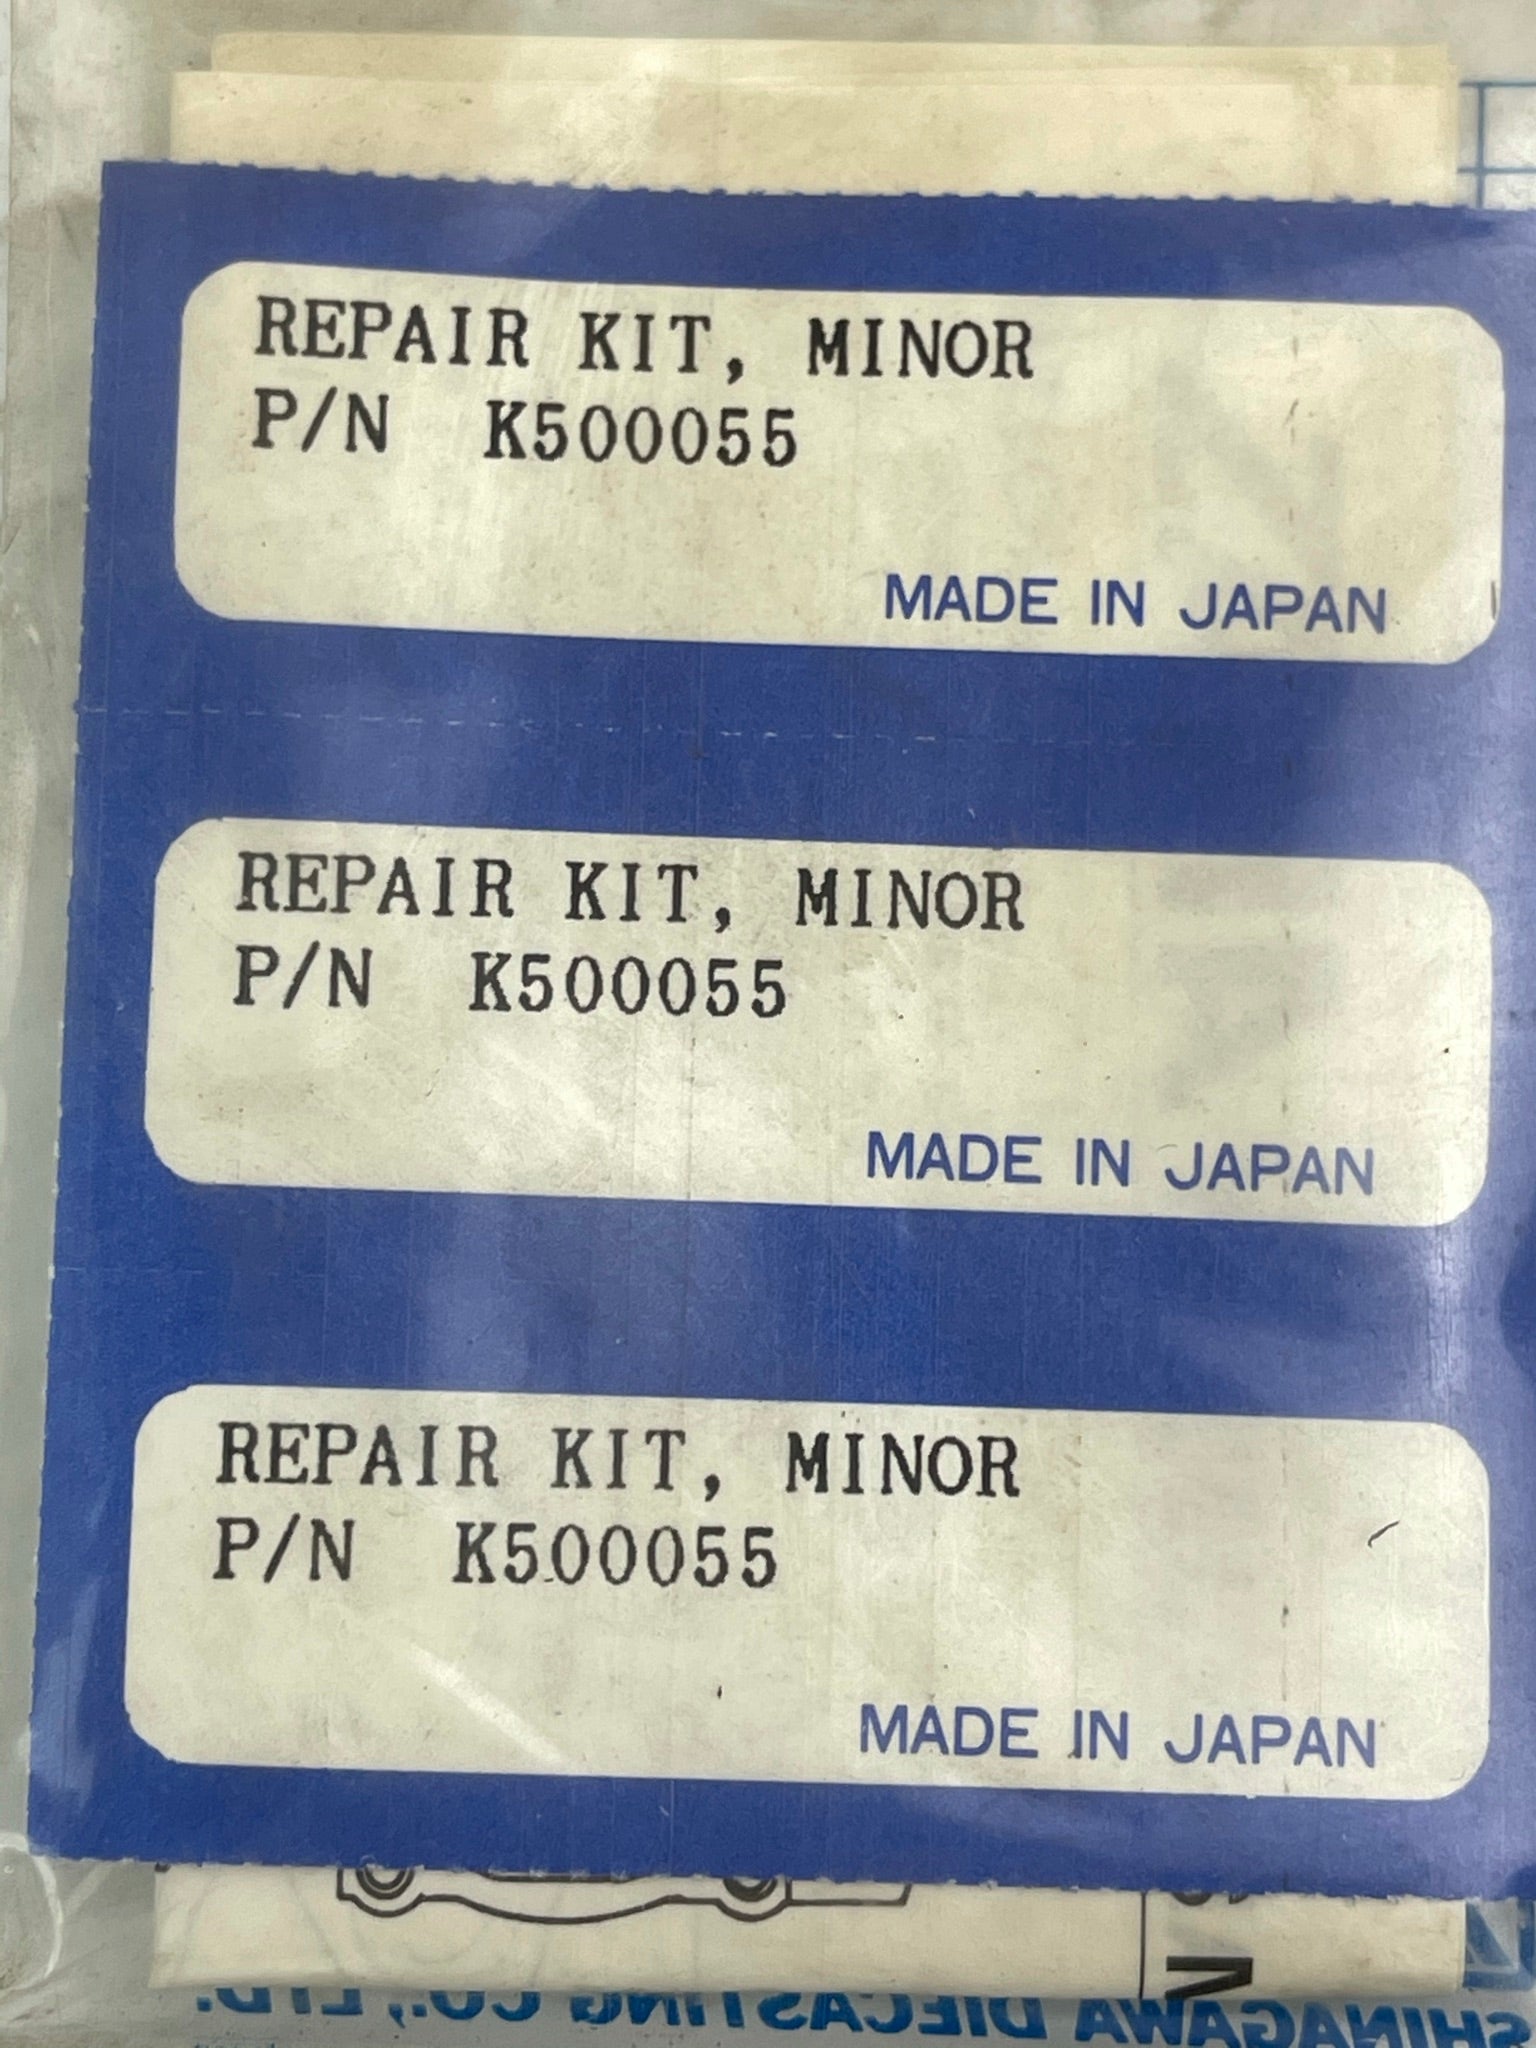 REPAIR KIT, MINOR
P/N K500055
MADE IN JAPAN
REPAIR KIT, MINOR
P/N K500055
MADE IN JAPAN
REPAIR KIT, MINOR
P/N K500055
MADE IN JAPAN
SHINAGAWA DIECASTING CO., LTD.